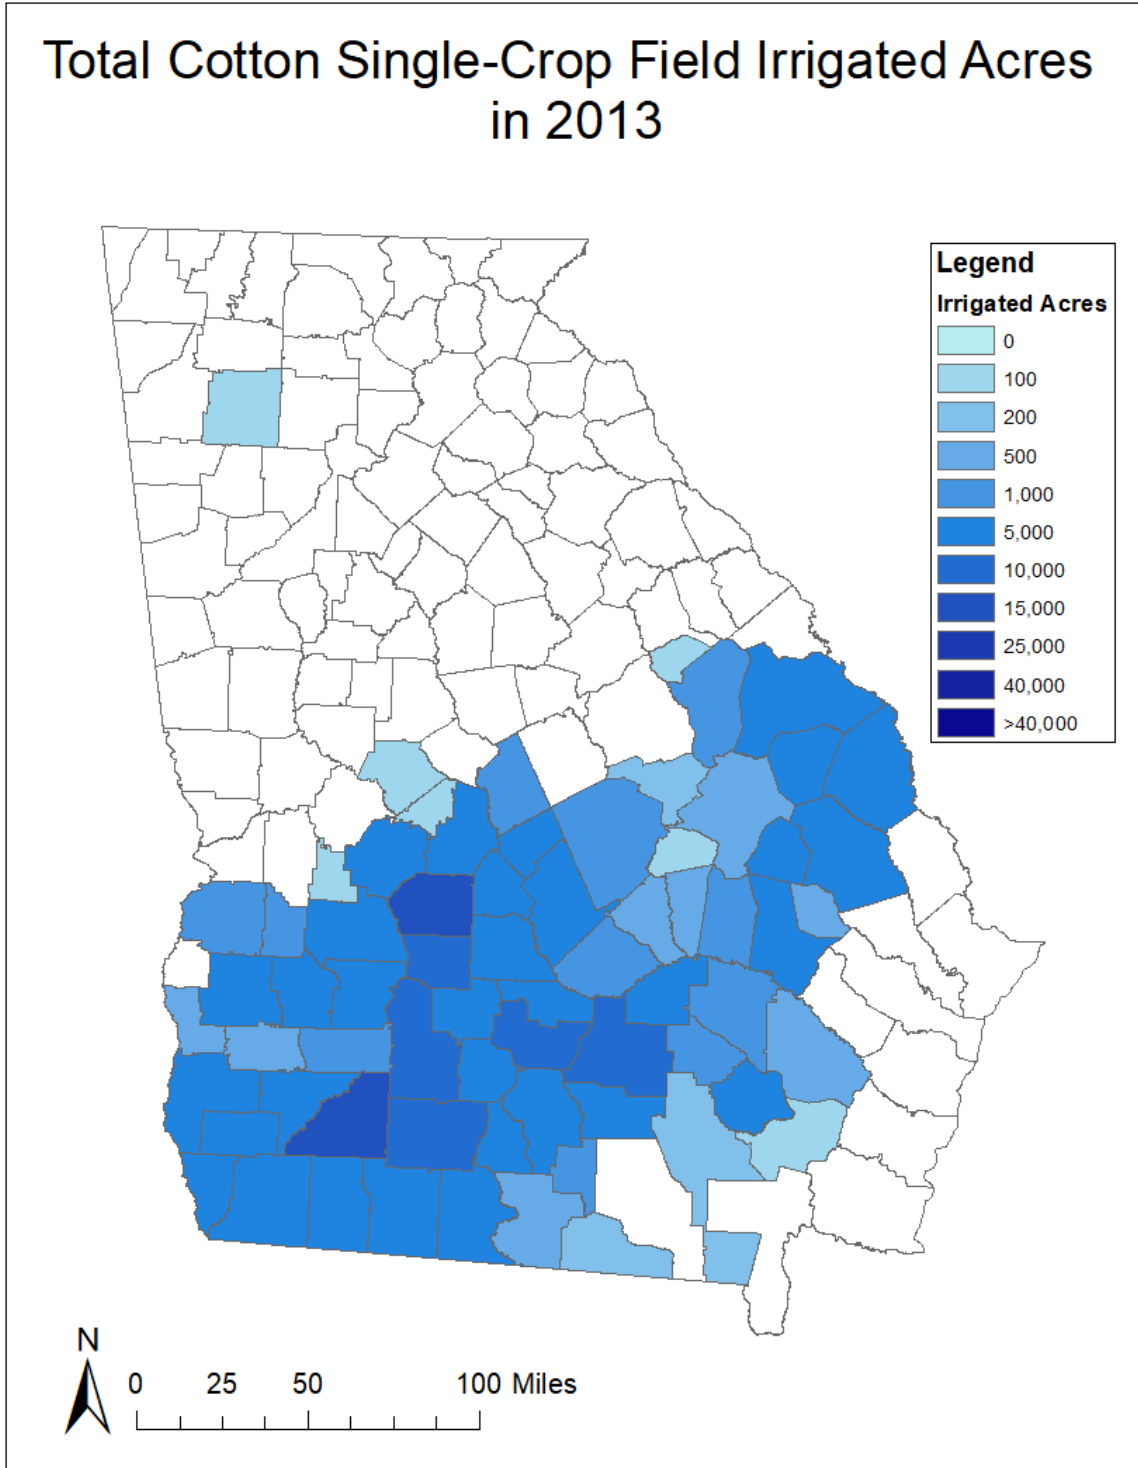 Total Cotton Single-Crop Field Irrigated Acres
in 2013
Legend
Irrigated Acres
0
100
200
500
1,000
5,000
10,000
15,000
25,000
40,000
>40,000
N
0 25 50 100 Miles